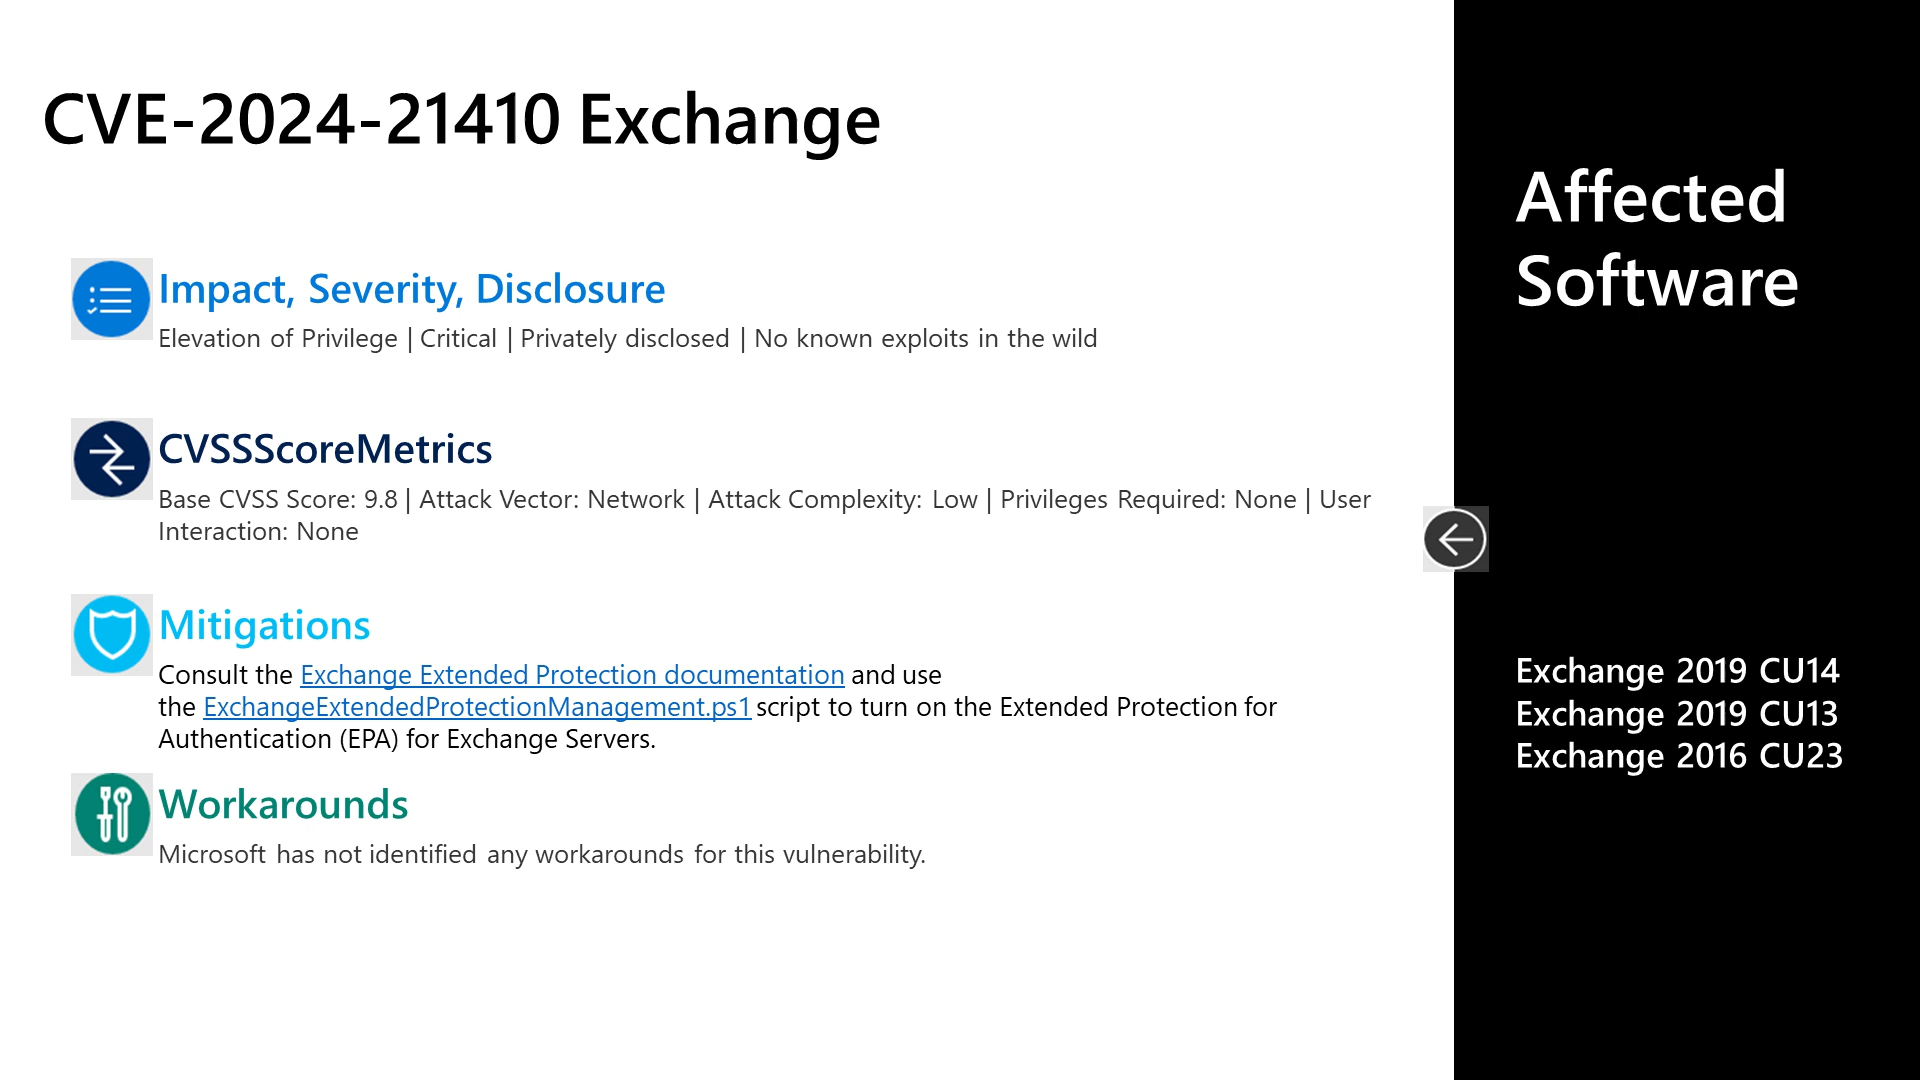 CVE-2024-21410 Exchange
Impact, Severity, Disclosure
Elevation of Privilege | Critical | Privately disclosed | No known exploits in the wild
CVSSScoreMetrics
Base CVSS Score: 9.8 | Attack Vector: Network | Attack Complexity: Low | Privileges Required: None | User
Interaction: None
Mitigations
Consult the Exchange Extended Protection documentation and use
the ExchangeExtendedProtectionManagement.ps1 script to turn on the Extended Protection for
Authentication (EPA) for Exchange Servers.
Workarounds
Microsoft has not identified any workarounds for this vulnerability.
Affected
Software
Exchange 2019 CU14
Exchange 2019 CU13
Exchange 2016 CU23